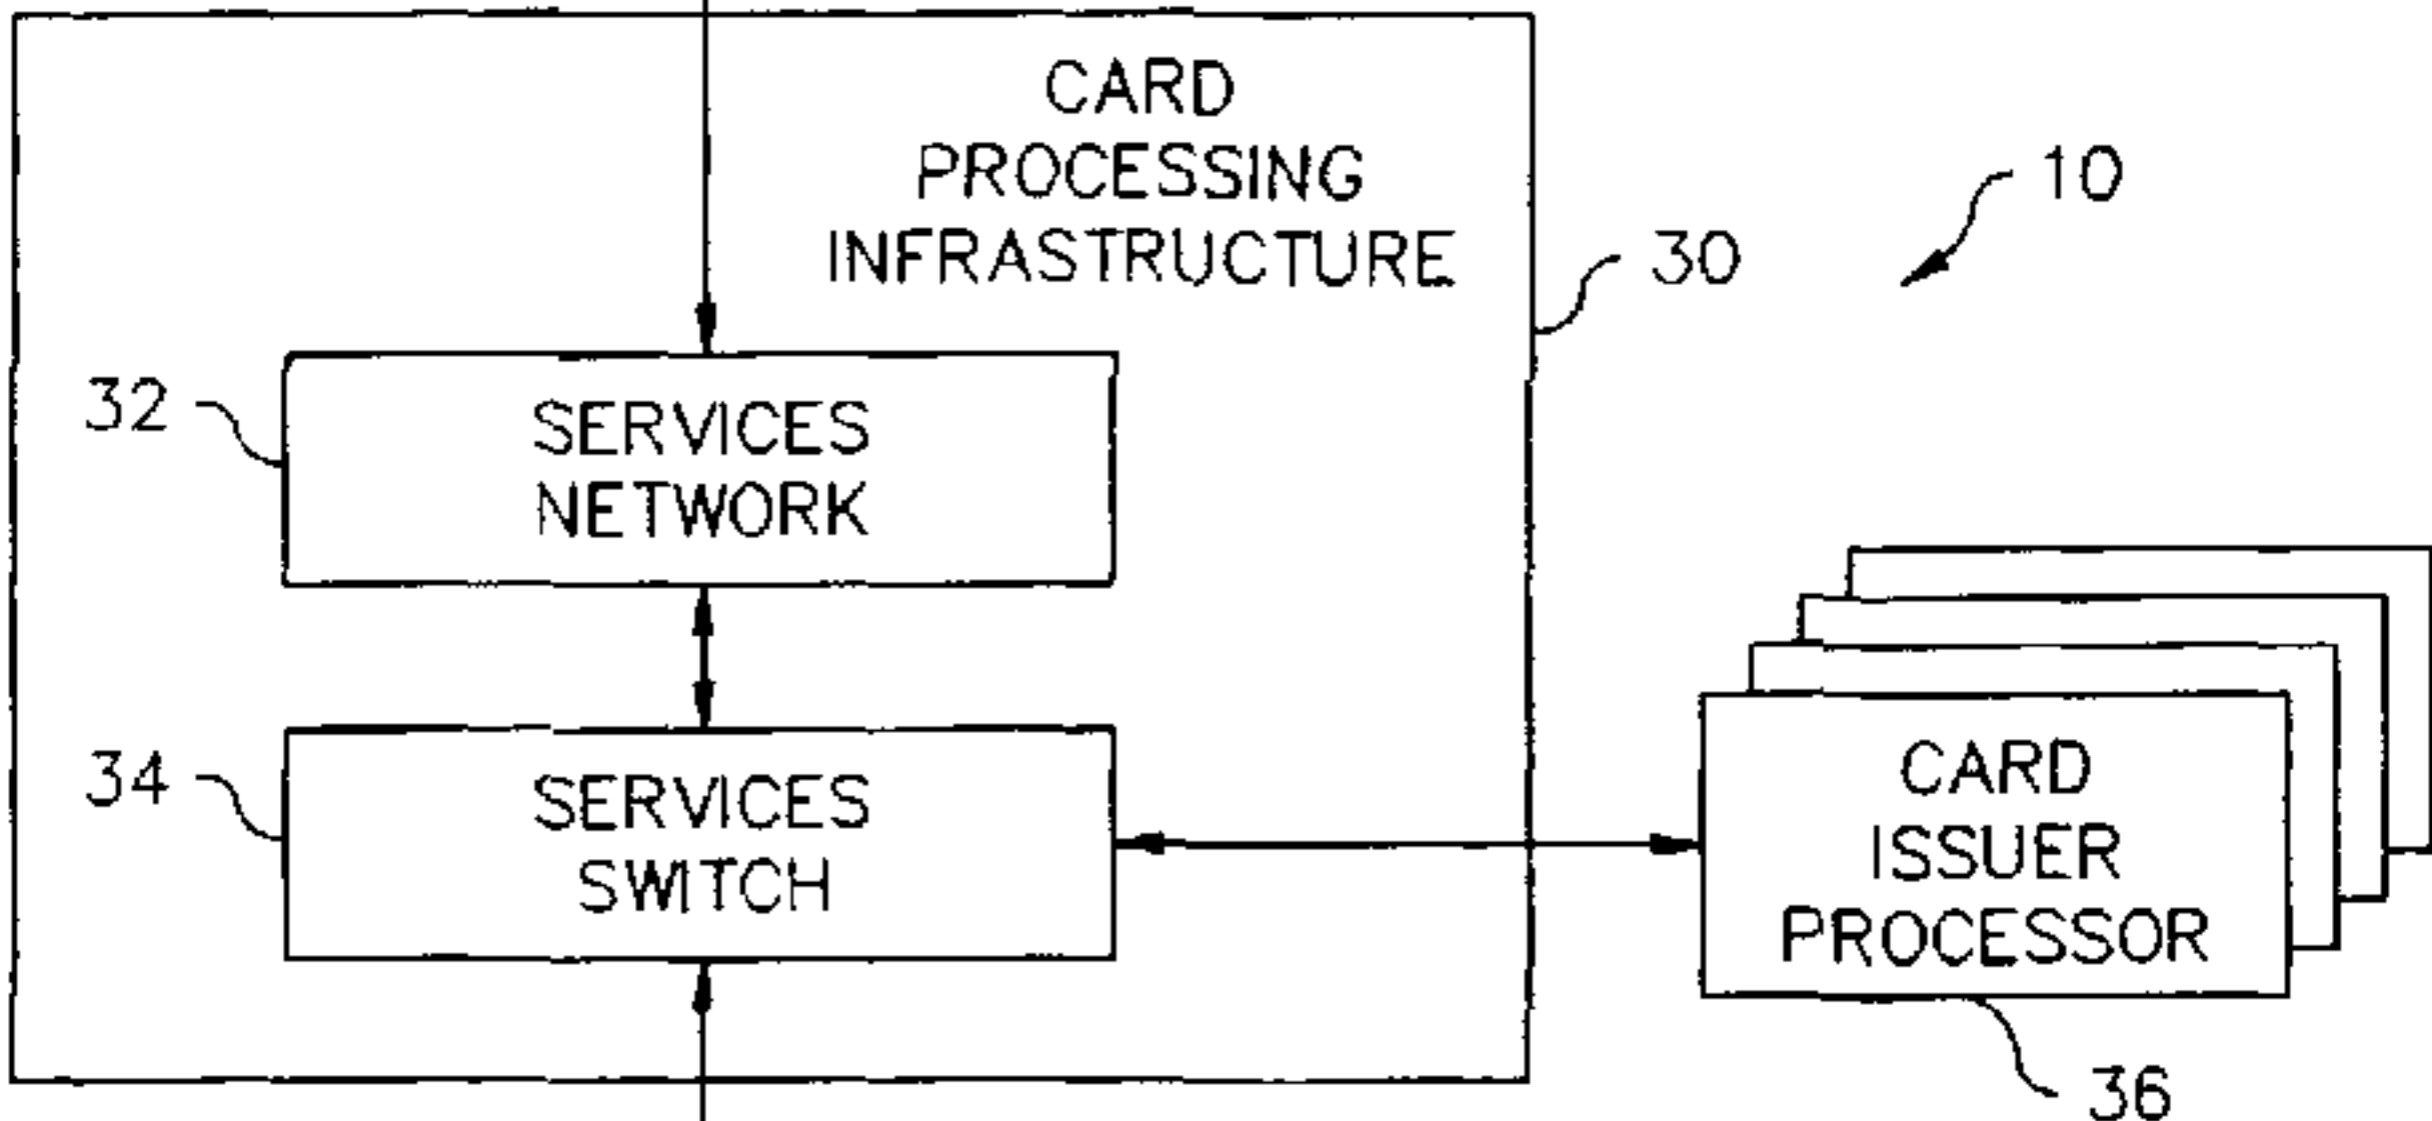 CARD
PROCESSING
INFRASTRUCTURE
10
30
32
SERVICES
NETWORK
34
SERVICES
SWITCH
CARD
ISSUER
PROCESSOR
36